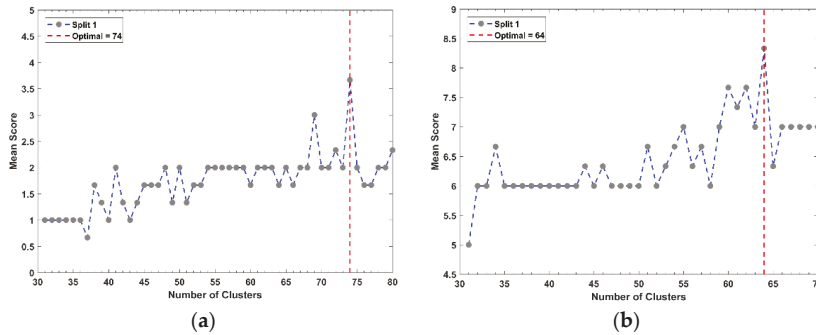 5
4.5
4
3.5
3
2.5
2
1.5
1
0.5
0
Mean Score
Split 1
Optimal = 74
30 35 40 45 50 55 60 65 70 75 80
Number of Clusters
(a)
9
8.5
8
7.5
7
6.5
6
5.5
5
4.5
Mean Score
Split 1
Optimal = 64
30 35 40 45 50 55 60 65 70
Number of Clusters
(b)